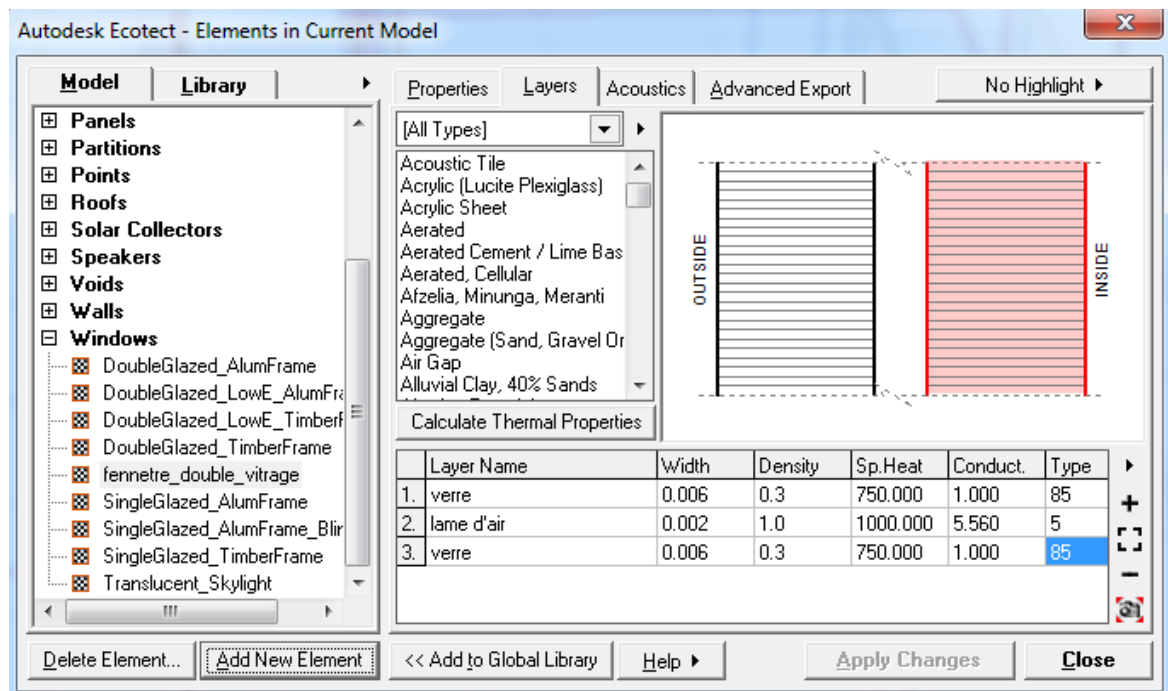 Autodesk Ecotect - Elements in Current Model
Model Library
Panels
Partitions
Points
Roofs
Solar Collectors
Speakers
Voids
Walls
Windows
DoubleGlazed_AlumFrame
DoubleGlazed_LowE_AlumFra
DoubleGlazed_LowE_TimberF
DoubleGlazed_TimberFrame
fennetre_double_vitrage
SingleGlazed_AlumFrame
SingleGlazed_AlumFrame_Blin
SingleGlazed_TimberFrame
Translucent_Skylight
Delete Element... Add New Element
Properties Layers Acoustics Advanced Export No Highlight
[All Types]
Acoustic Tile
Acrylic (Lucite Plexiglass)
Acrylic Sheet
Aerated
Aerated Cement / Lime Bas
Aerated, Cellular
Afzelia, Minunga, Meranti
Aggregate
Aggregate (Sand, Gravel Or
Air Gap
Alluvial Clay, 40% Sands
Calculate Thermal Properties
OUTSIDE
INSIDE
Layer Name Width Density Sp.Heat Conduct. Type
1. verre 0.006 0.3 750.000 1.000 85
2. lame d'air 0.002 1.0 1000.000 5.560 5
3. verre 0.006 0.3 750.000 1.000 85
<< Add to Global Library Help Apply Changes Close